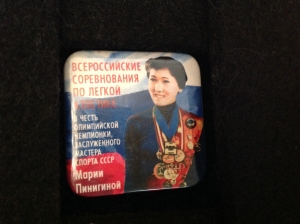 ВСЕРОССИЙСКИЕ
СОРЕВНОВАНИЯ
ПО ЛЕГКОЙ
В ЧЕСТЬ
ОЛИМПИЙСКОЙ
ЧЕМПИОНКИ,
ЗАСЛУЖЕННОГО
МАСТЕРА
СПОРТА СССР
Марии
Пинигиной